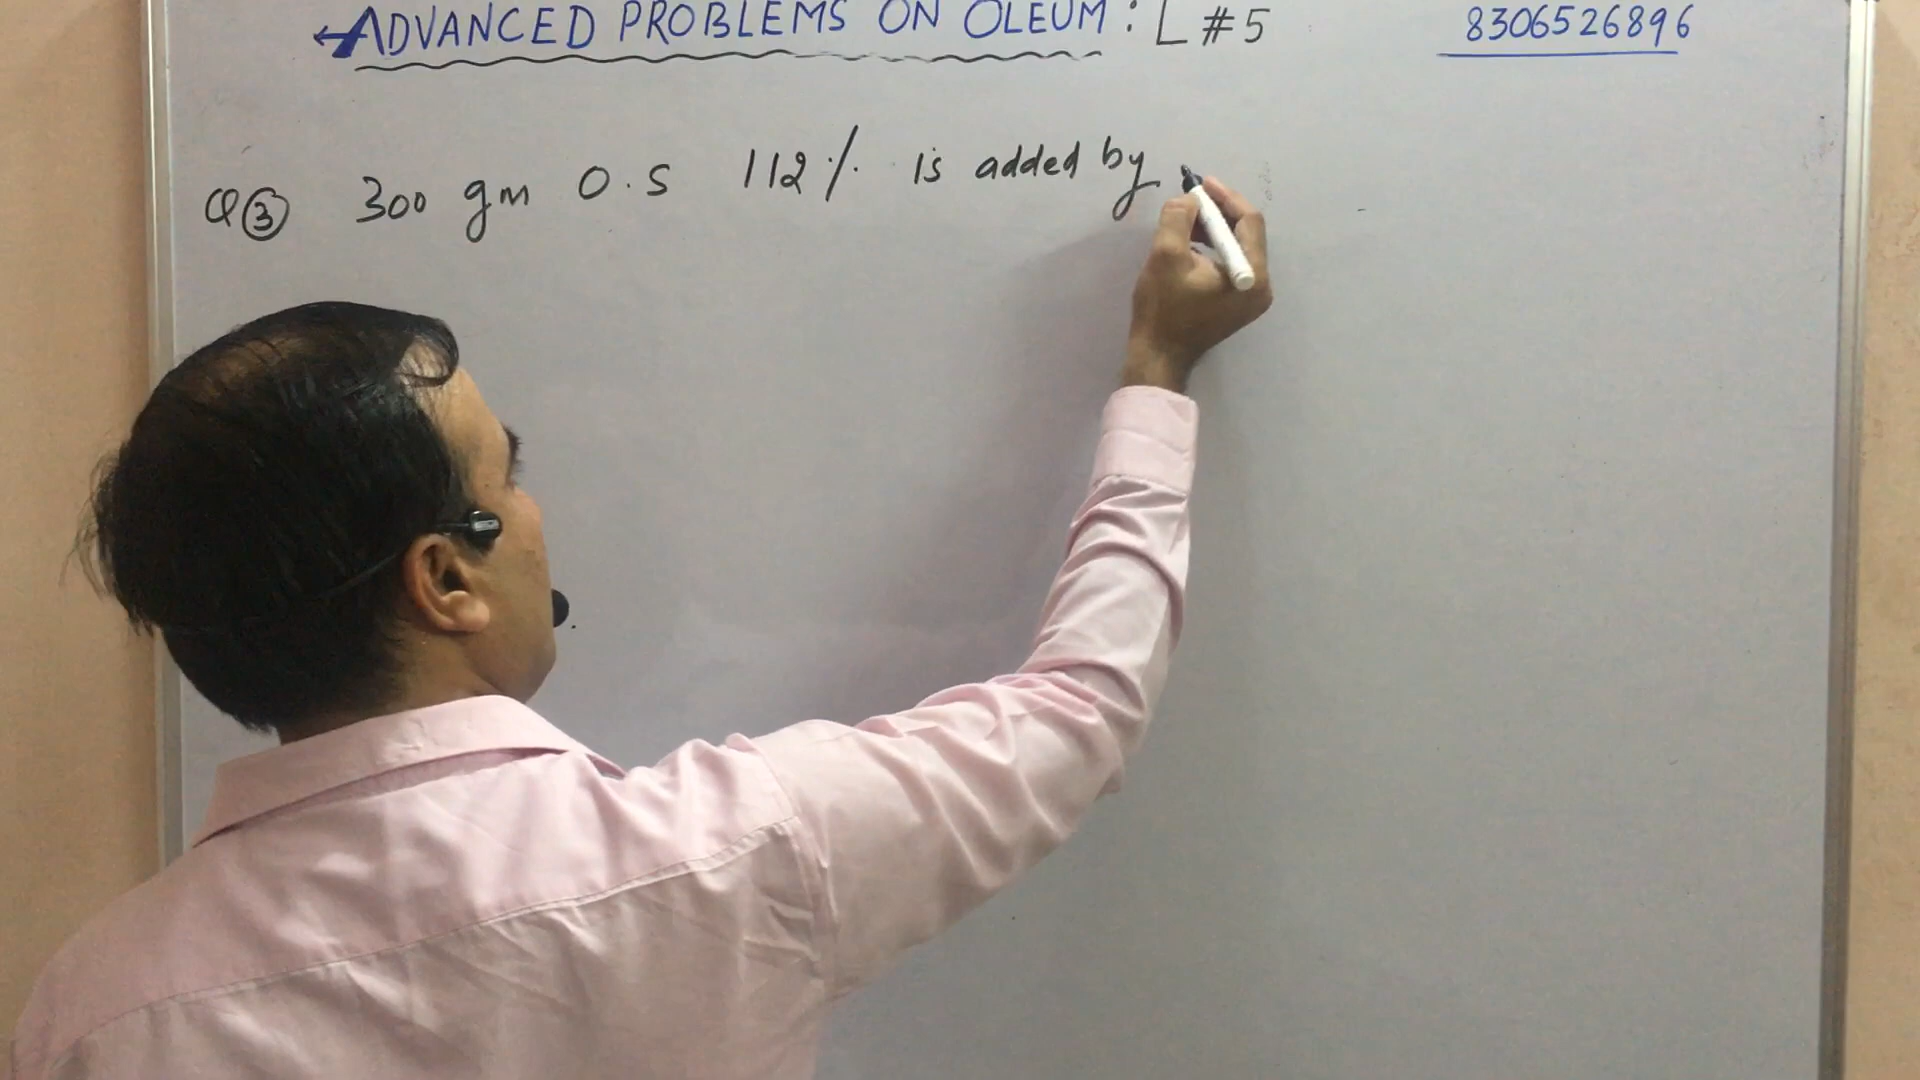 ADVANCED PROBLEMS ON OLEUM : L #5
8306526896
Q③ 300 gm O.S 112% is added by